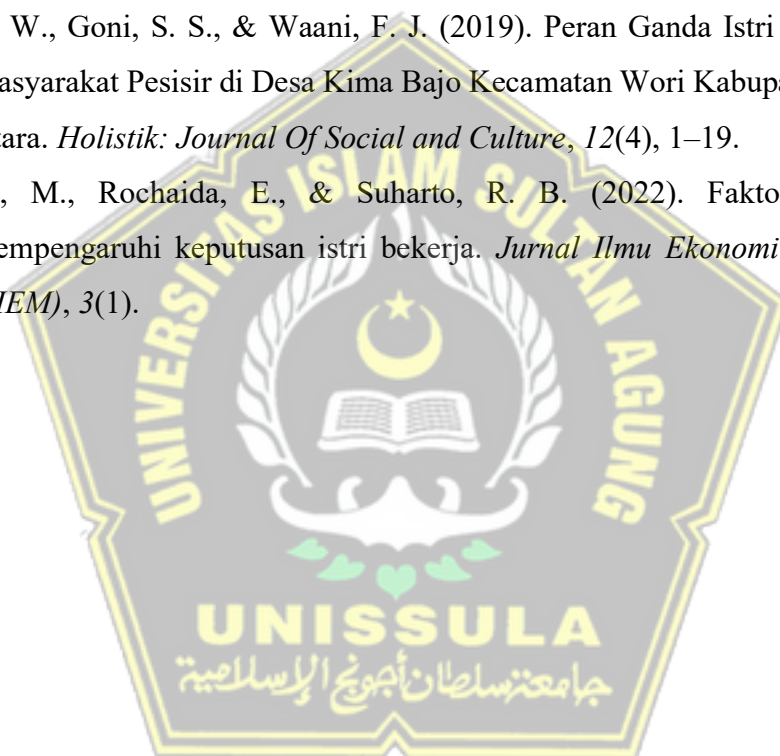 W., Goni, S. S., & Waani, F. J. (2019). Peran Ganda Istri
asyarakat Pesisir di Desa Kima Bajo Kecamatan Wori Kabupa
ara. Holistik: Journal Of Social and Culture, 12(4), 1–19.
, M., Rochaida, E., & Suharto, R. B. (2022). Fakto
empengaruhi keputusan istri bekerja. Jurnal Ilmu Ekonomi
IEM), 3(1).
UNIVERSITAS ISLAM SULTAN AGUNG
UNISSULA
جامعة سلطان أجونج الإسلامية